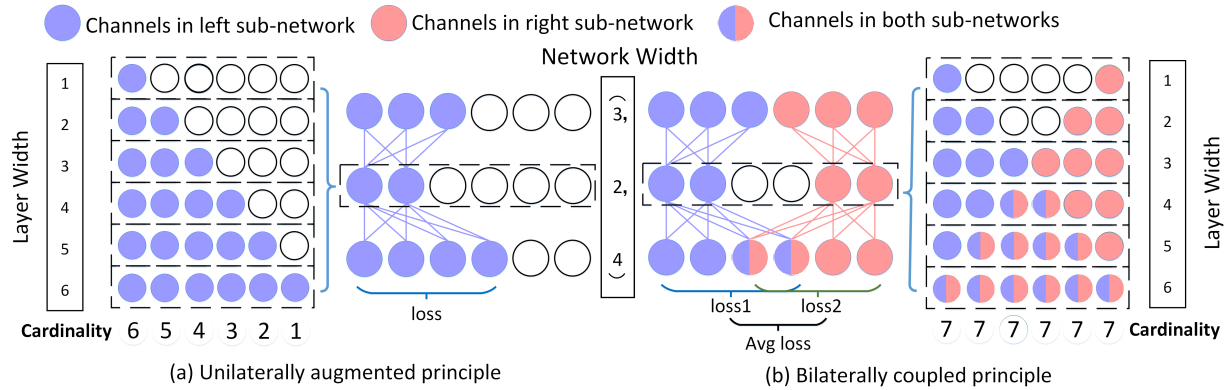 Channels in left sub-network
Channels in right sub-network
Channels in both sub-networks
Network Width
Layer Width
1
2
3
4
5
6
Cardinality
6 5 4 3 2 1
loss
(a) Unilaterally augmented principle
(3,
2,
4)
loss1 loss2
Avg loss
(b) Bilaterally coupled principle
1
2
3
4
5
6
Layer Width
7 7 7 7 7 7
Cardinality